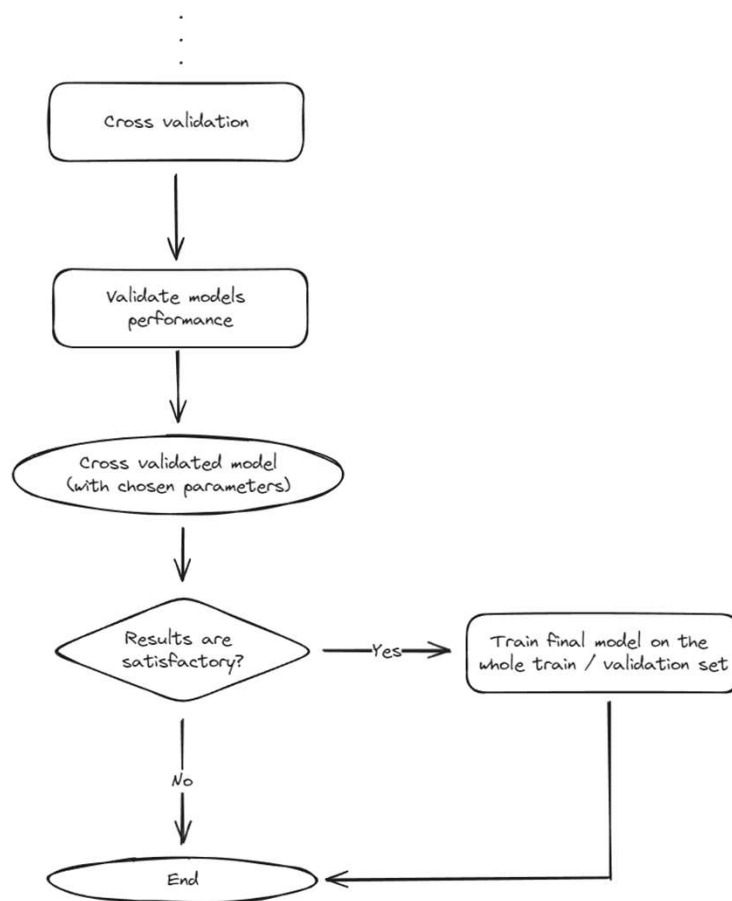 Cross validation
Validate models
performance
Cross validated model
(with chosen parameters)
Results are
satisfactory?
Yes
Train final model on the
whole train / validation set
No
End